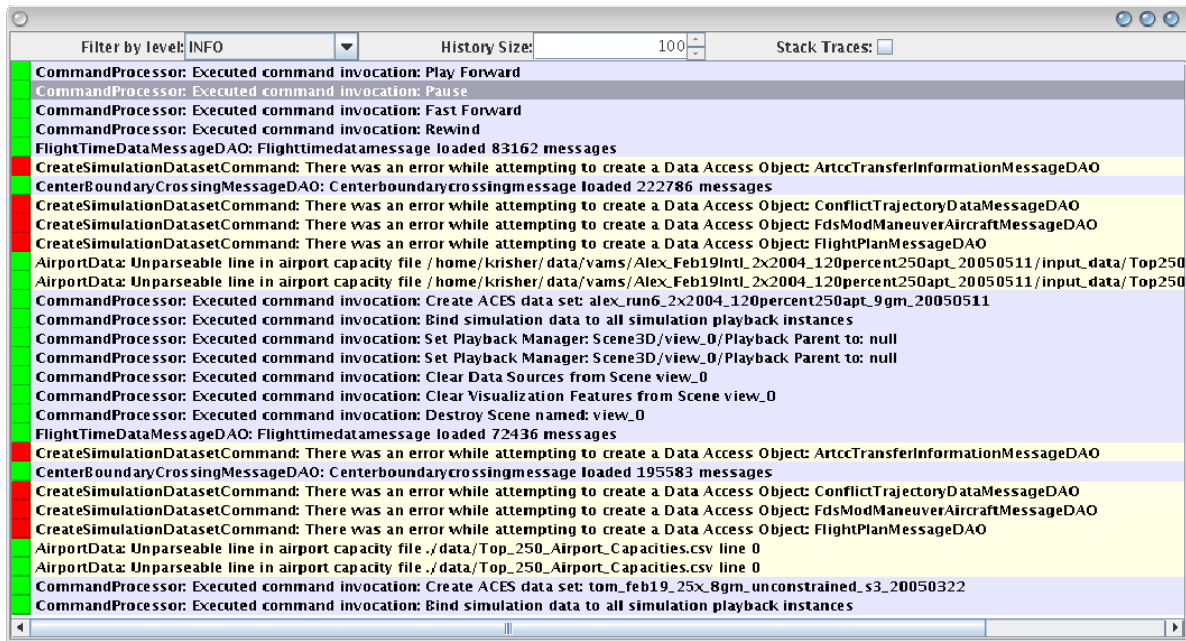 Filter by level: INFO History Size: 100 Stack Traces:
CommandProcessor: Executed command invocation: Play Forward
CommandProcessor: Executed command invocation: Pause
CommandProcessor: Executed command invocation: Fast Forward
CommandProcessor: Executed command invocation: Rewind
FlightTimeDataMessageDAO: Flighttimedatamessage loaded 83162 messages
CreateSimulationDatasetCommand: There was an error while attempting to create a Data Access Object: ArtccTransferInformationMessageDAO
CenterBoundaryCrossingMessageDAO: Centerboundarycrossingmessage loaded 222786 messages
CreateSimulationDatasetCommand: There was an error while attempting to create a Data Access Object: ConflictTrajectoryDataMessageDAO
CreateSimulationDatasetCommand: There was an error while attempting to create a Data Access Object: FdsModManeuverAircraftMessageDAO
CreateSimulationDatasetCommand: There was an error while attempting to create a Data Access Object: FlightPlanMessageDAO
AirportData: Unparseable line in airport capacity file /home/krisher/data/vams/Alex_Feb19Intl_2x2004_120percent250apt_20050511/input_data/Top250
AirportData: Unparseable line in airport capacity file /home/krisher/data/vams/Alex_Feb19Intl_2x2004_120percent250apt_20050511/input_data/Top250
CommandProcessor: Executed command invocation: Create ACES data set: alex_run6_2x2004_120percent250apt_9gm_20050511
CommandProcessor: Executed command invocation: Bind simulation data to all simulation playback instances
CommandProcessor: Executed command invocation: Set Playback Manager: Scene3D/view_0/Playback Parent to: null
CommandProcessor: Executed command invocation: Set Playback Manager: Scene3D/view_0/Playback Parent to: null
CommandProcessor: Executed command invocation: Clear Data Sources from Scene view_0
CommandProcessor: Executed command invocation: Clear Visualization Features from Scene view_0
CommandProcessor: Executed command invocation: Destroy Scene named: view_0
FlightTimeDataMessageDAO: Flighttimedatamessage loaded 72436 messages
CreateSimulationDatasetCommand: There was an error while attempting to create a Data Access Object: ArtccTransferInformationMessageDAO
CenterBoundaryCrossingMessageDAO: Centerboundarycrossingmessage loaded 195583 messages
CreateSimulationDatasetCommand: There was an error while attempting to create a Data Access Object: ConflictTrajectoryDataMessageDAO
CreateSimulationDatasetCommand: There was an error while attempting to create a Data Access Object: FdsModManeuverAircraftMessageDAO
CreateSimulationDatasetCommand: There was an error while attempting to create a Data Access Object: FlightPlanMessageDAO
AirportData: Unparseable line in airport capacity file ./data/Top_250_Airport_Capacities.csv line 0
AirportData: Unparseable line in airport capacity file ./data/Top_250_Airport_Capacities.csv line 0
CommandProcessor: Executed command invocation: Create ACES data set: tom_feb19_25x_8gm_unconstrained_s3_20050322
CommandProcessor: Executed command invocation: Bind simulation data to all simulation playback instances